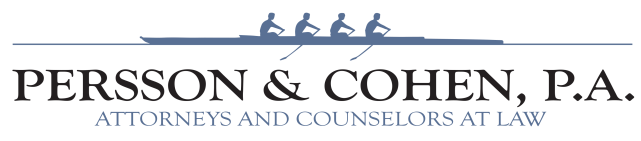 PERSSON & COHEN, P.A.
ATTORNEYS AND COUNSELORS AT LAW